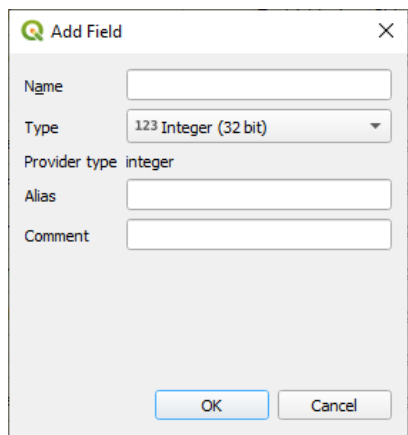 Add Field
Name
Type 123 Integer (32 bit)
Provider type integer
Alias
Comment
OK Cancel